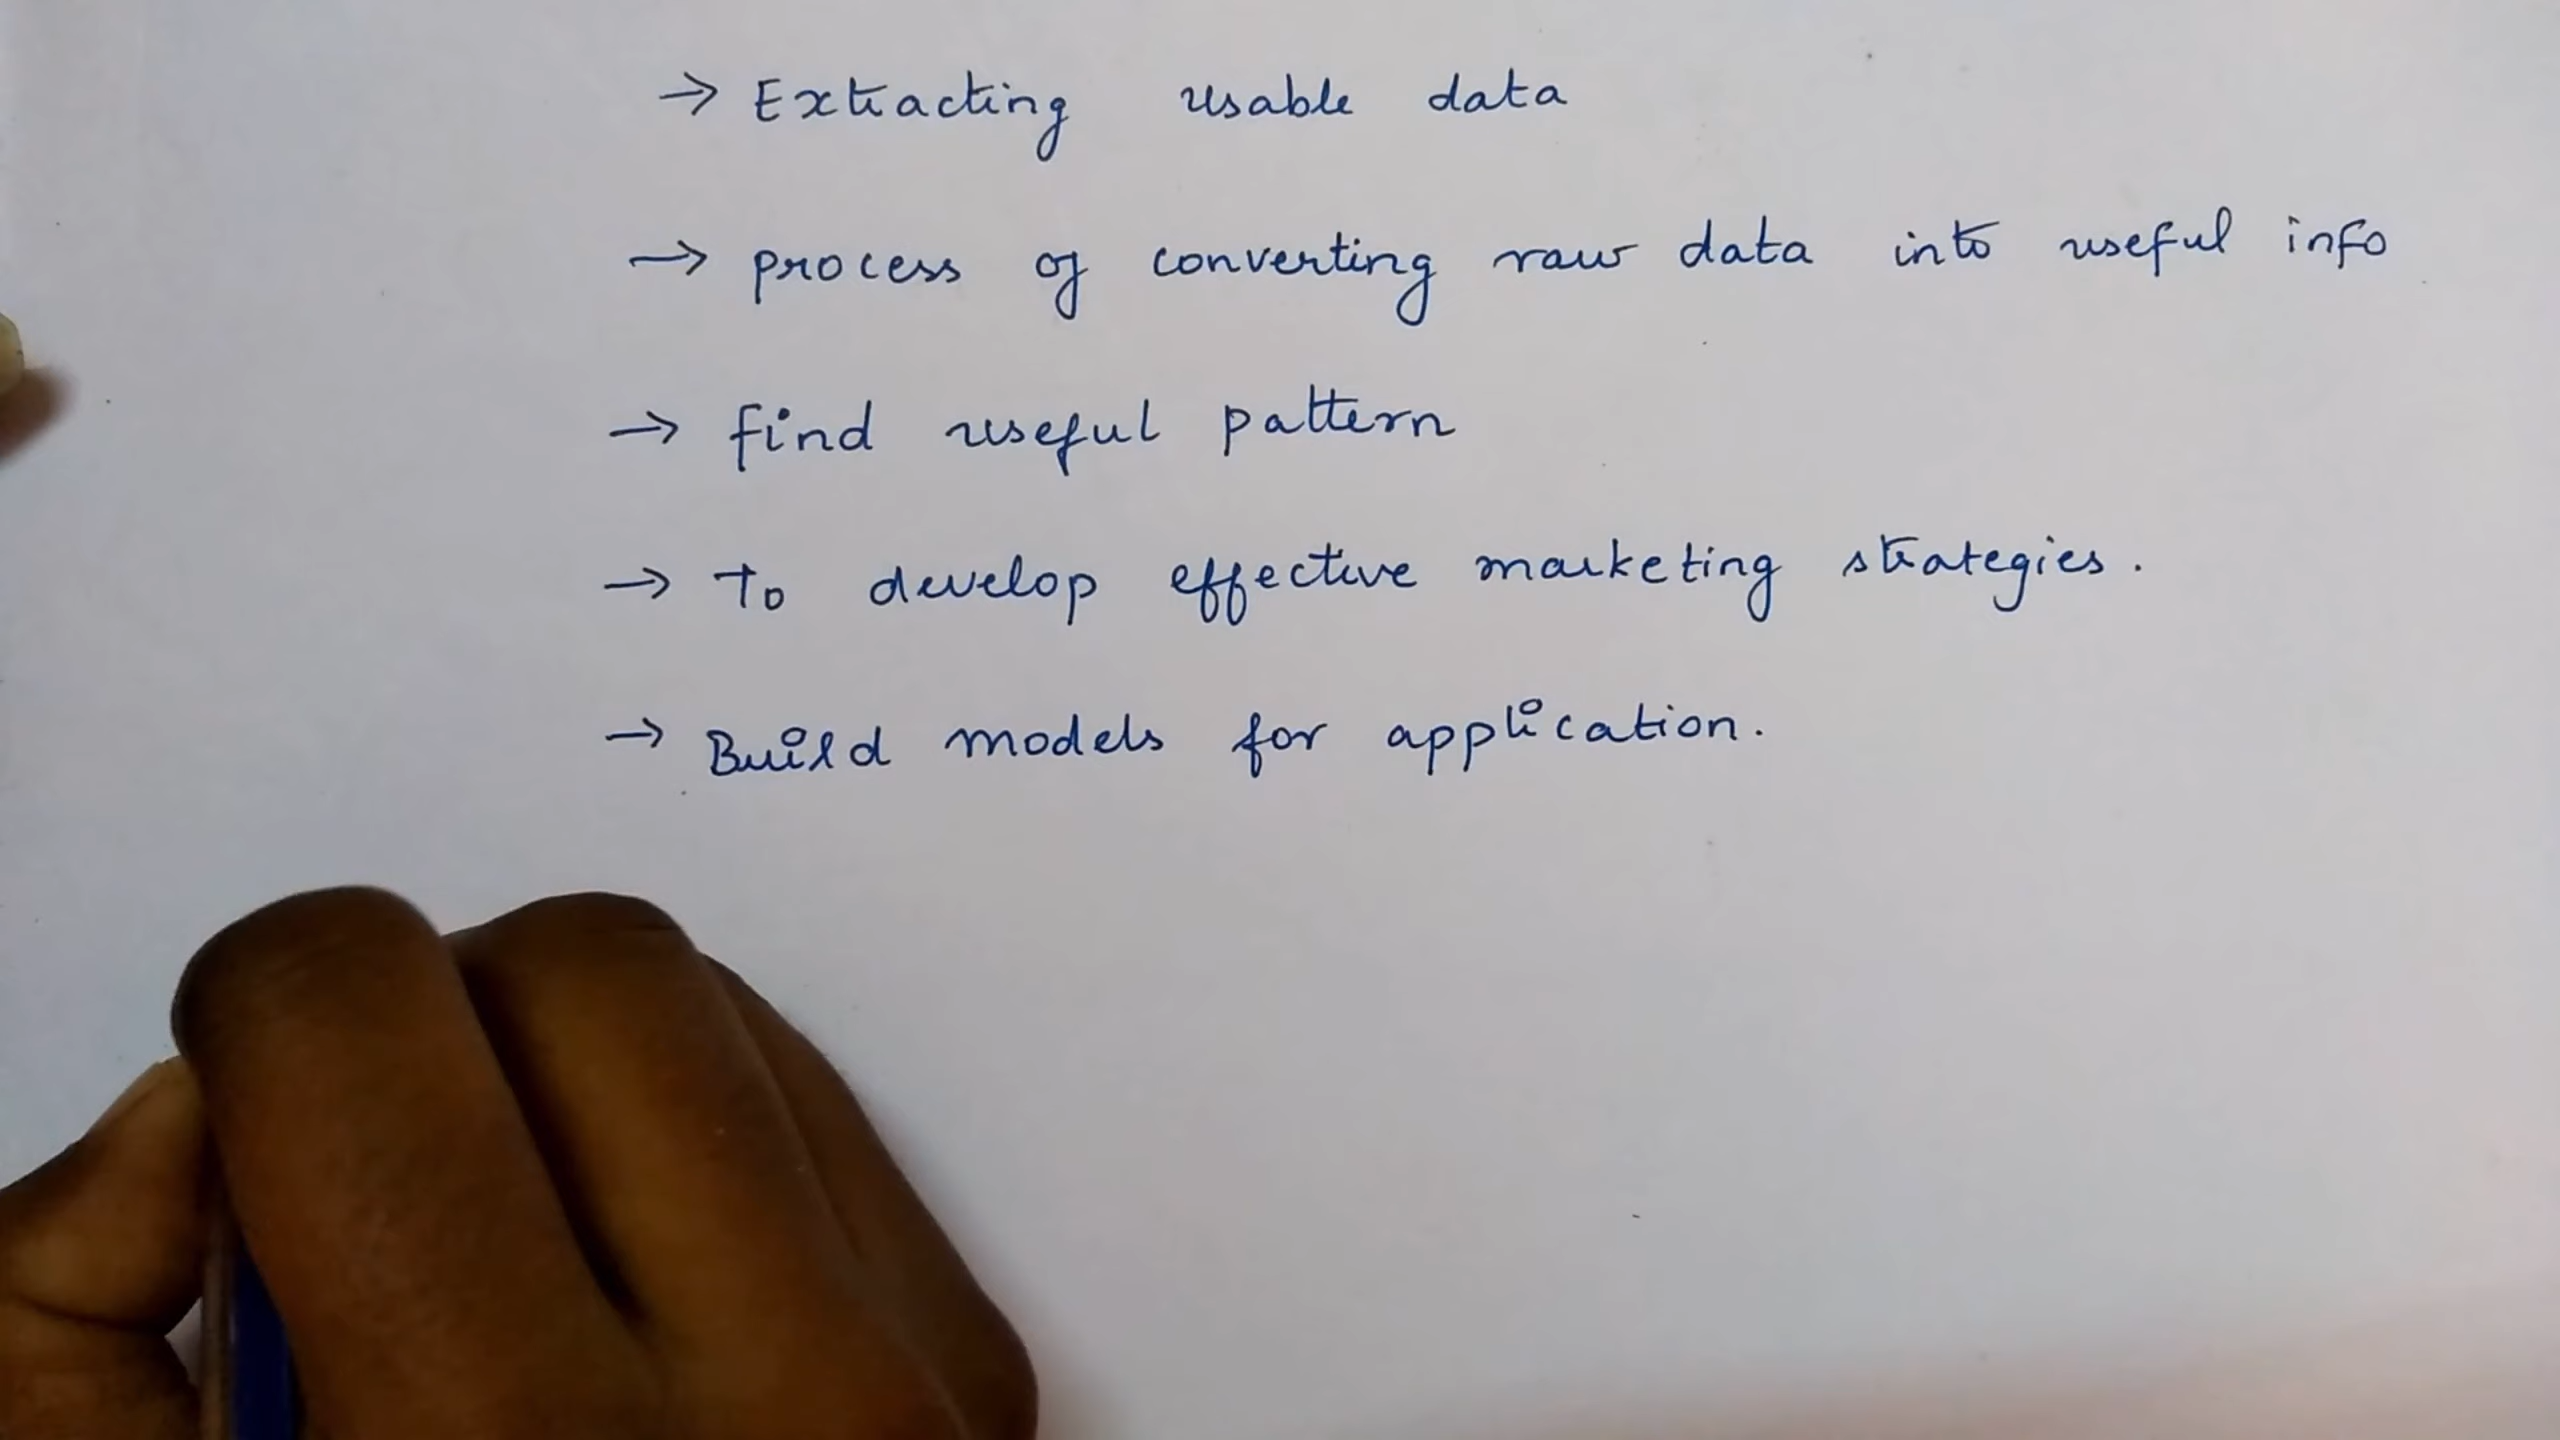 → Extracting usable data
→ process of converting raw data into useful info
→ find useful pattern
→ To develop effective marketing strategies.
→ Build models for application.